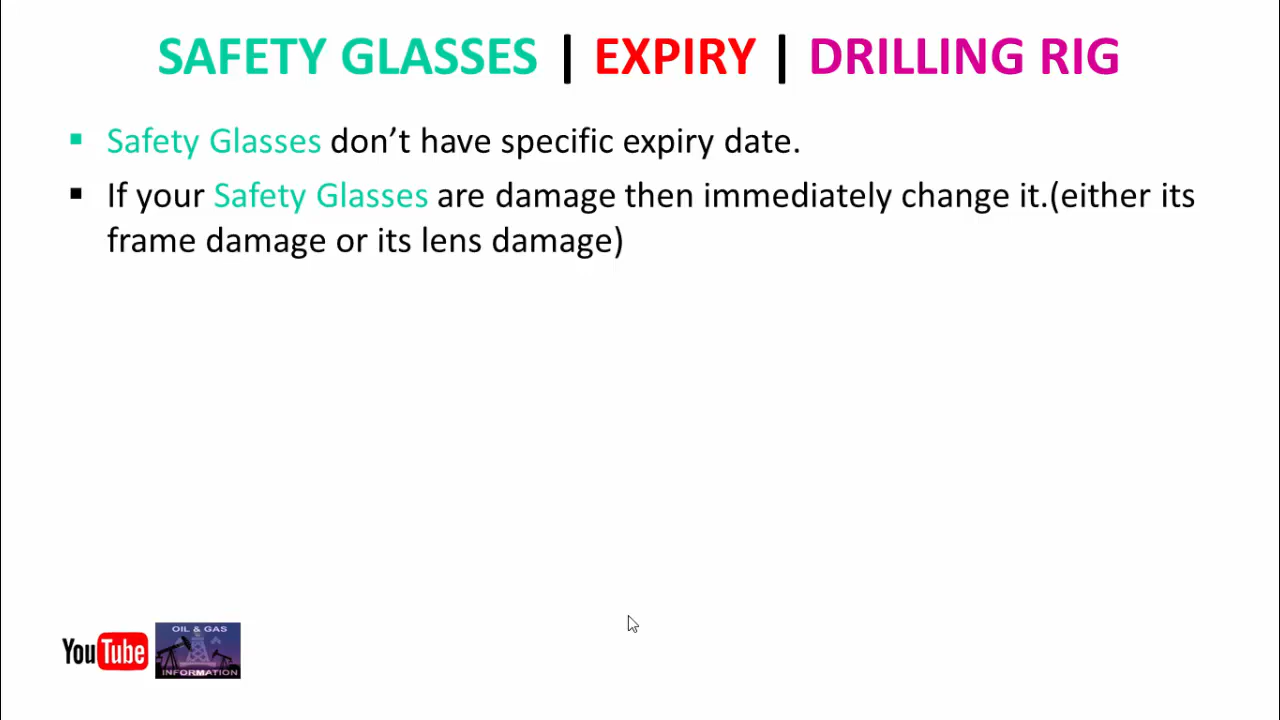 SAFETY GLASSES | EXPIRY | DRILLING RIG
Safety Glasses don’t have specific expiry date.
If your Safety Glasses are damage then immediately change it.(either its
frame damage or its lens damage)
YouTube
OIL & GAS
INFORMATION